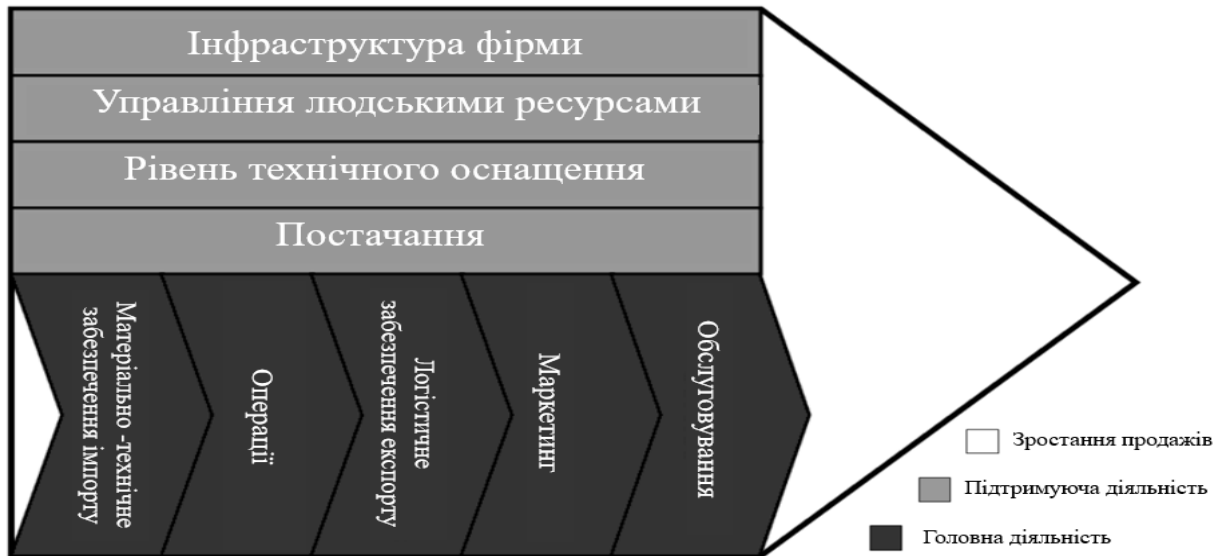 Інфраструктура фірми
Управління людськими ресурсами
Рівень технічного оснащення
Постачання
Матеріально -технічне
забезпечення імпорту
Операції
Логістичне
забезпечення експорту
Маркетинг
Обслуговування
Зростання продажів
Підтримуюча діяльність
Головна діяльність